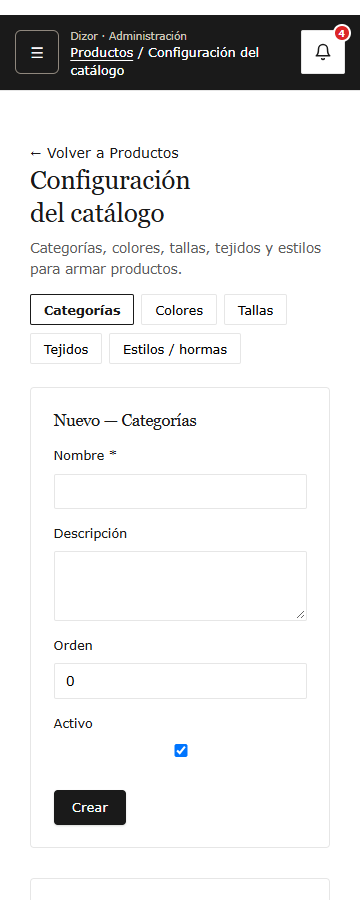 ☰
Dizor · Administración
Productos / Configuración del
catálogo
4
← Volver a Productos
Configuración
del catálogo
Categorías, colores, tallas, tejidos y estilos
para armar productos.
Categorías
Colores
Tallas
Tejidos
Estilos / hormas
Nuevo — Categorías
Nombre *
Descripción
Orden
0
Activo
Crear